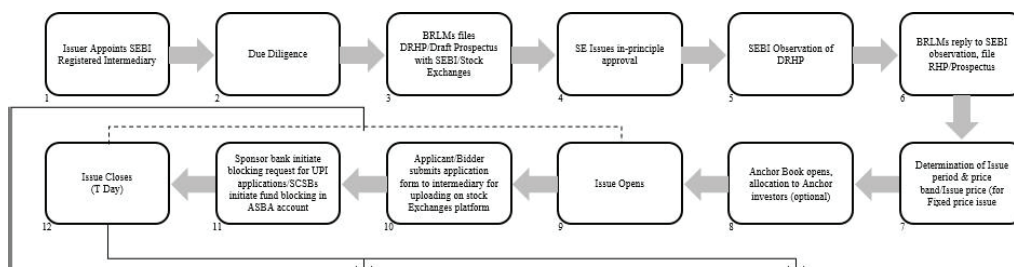 Issuer Appoints SEBI
Registered Intermediary
1
Due Diligence
2
BRLMs files
DRHP/Draft Prospectus
with SEBI/Stock
Exchanges
3
SE Issues in-principle
approval
4
SEBI Observation of
DRHP
5
BRLMs reply to SEBI
observation, file
RHP/Prospectus
6
Determination of Issue
period & price
band/Issue price (for
Fixed price issue
7
Anchor Book opens,
allocation to Anchor
investors (optional)
8
Issue Opens
9
Applicant/Bidder
submits application
form to intermediary for
uploading on stock
Exchanges platform
10
Sponsor bank initiate
blocking request for UPI
applications/SCSBs
initiate fund blocking in
ASBA account
11
Issue Closes
(T Day)
12